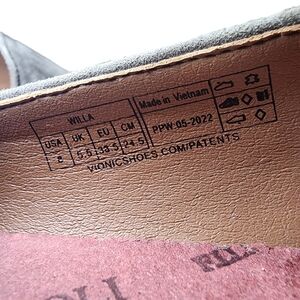 WILLA
USA UK EU CM
8 5.5 38.5 24.5
Made in Vietnam
PPW-05-2022
VIONICSHOES.COM/PATENTS